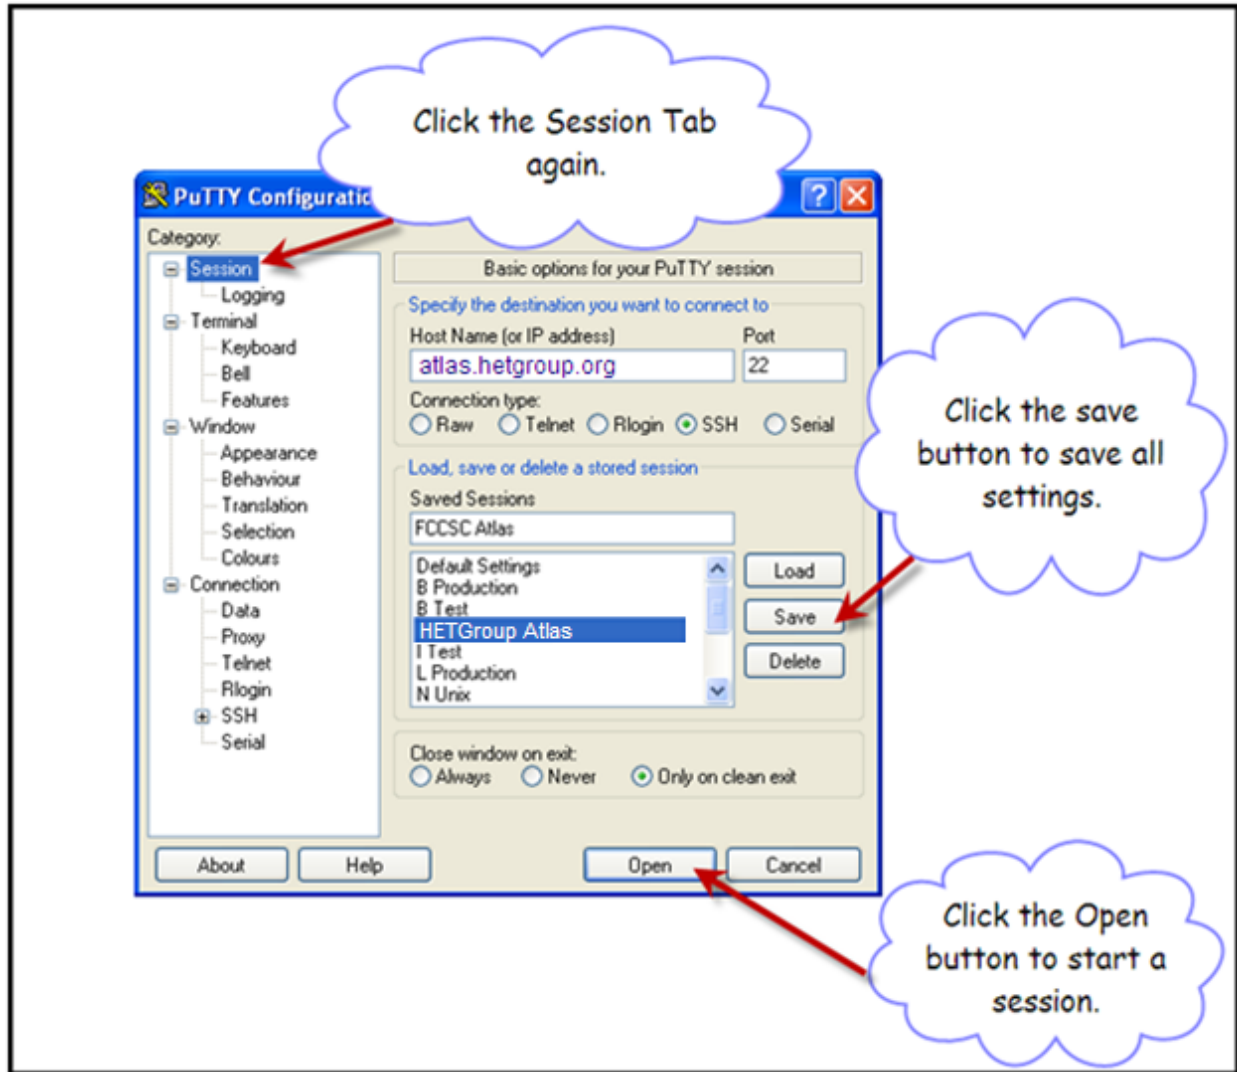 Click the Session Tab
again.
PuTTY Configuratio
Category:
Session
Logging
Terminal
Keyboard
Bell
Features
Window
Appearance
Behaviour
Translation
Selection
Colours
Connection
Data
Proxy
Telnet
Rlogin
SSH
Serial
Basic options for your PuTTY session
Specify the destination you want to connect to
Host Name (or IP address) Port
atlas.hetgroup.org 22
Connection type:
Raw Telnet Rlogin SSH Serial
Load, save or delete a stored session
Saved Sessions
FCCSC Atlas
Default Settings
B Production
B Test
HETGroup Atlas
I Test
L Production
N Unix
Load
Save
Delete
Close window on exit:
Always Never Only on clean exit
About Help Open Cancel
Click the save
button to save all
settings.
Click the Open
button to start a
session.